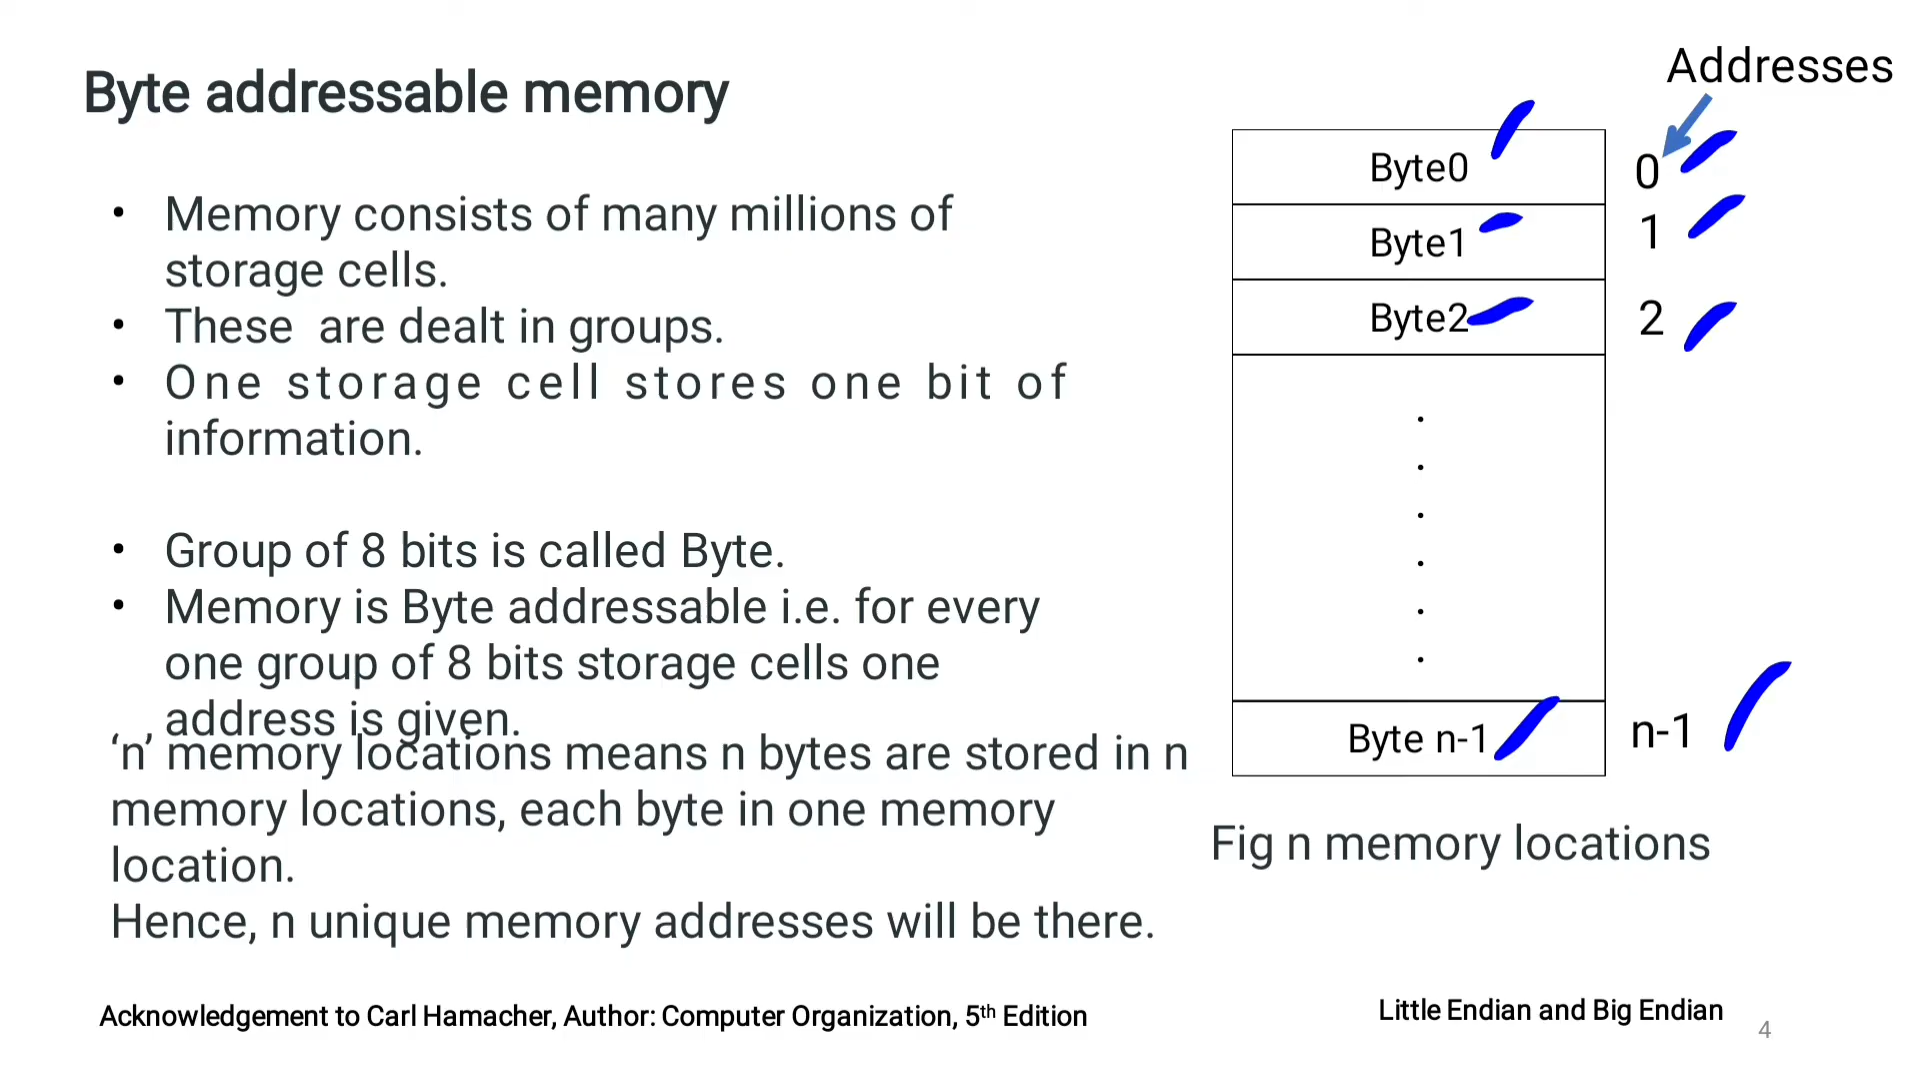 Byte addressable memory
• Memory consists of many millions of
storage cells.
• These  are dealt in groups.
• One storage cell stores one bit of
information.
• Group of 8 bits is called Byte.
• Memory is Byte addressable i.e. for every
one group of 8 bits storage cells one
address is given.
‘n’ memory locations means n bytes are stored in n
memory locations, each byte in one memory
location.
Hence, n unique memory addresses will be there.
Addresses
Byte0 0
Byte1 1
Byte2 2
.
.
.
.
.
.
Byte n-1 n-1
Fig n memory locations
Acknowledgement to Carl Hamacher, Author: Computer Organization, 5th Edition
Little Endian and Big Endian
4